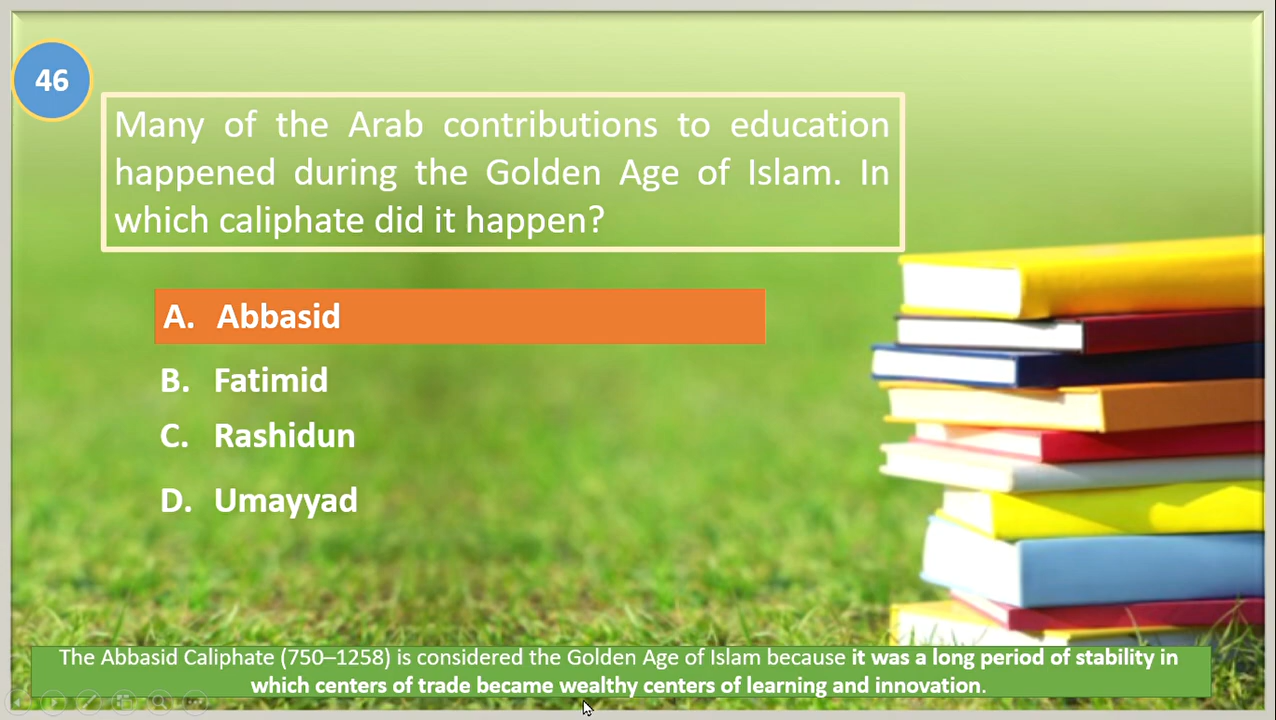 46
Many of the Arab contributions to education
happened during the Golden Age of Islam. In
which caliphate did it happen?
A. Abbasid
B. Fatimid
C. Rashidun
D. Umayyad
The Abbasid Caliphate (750–1258) is considered the Golden Age of Islam because it was a long period of stability in
which centers of trade became wealthy centers of learning and innovation.